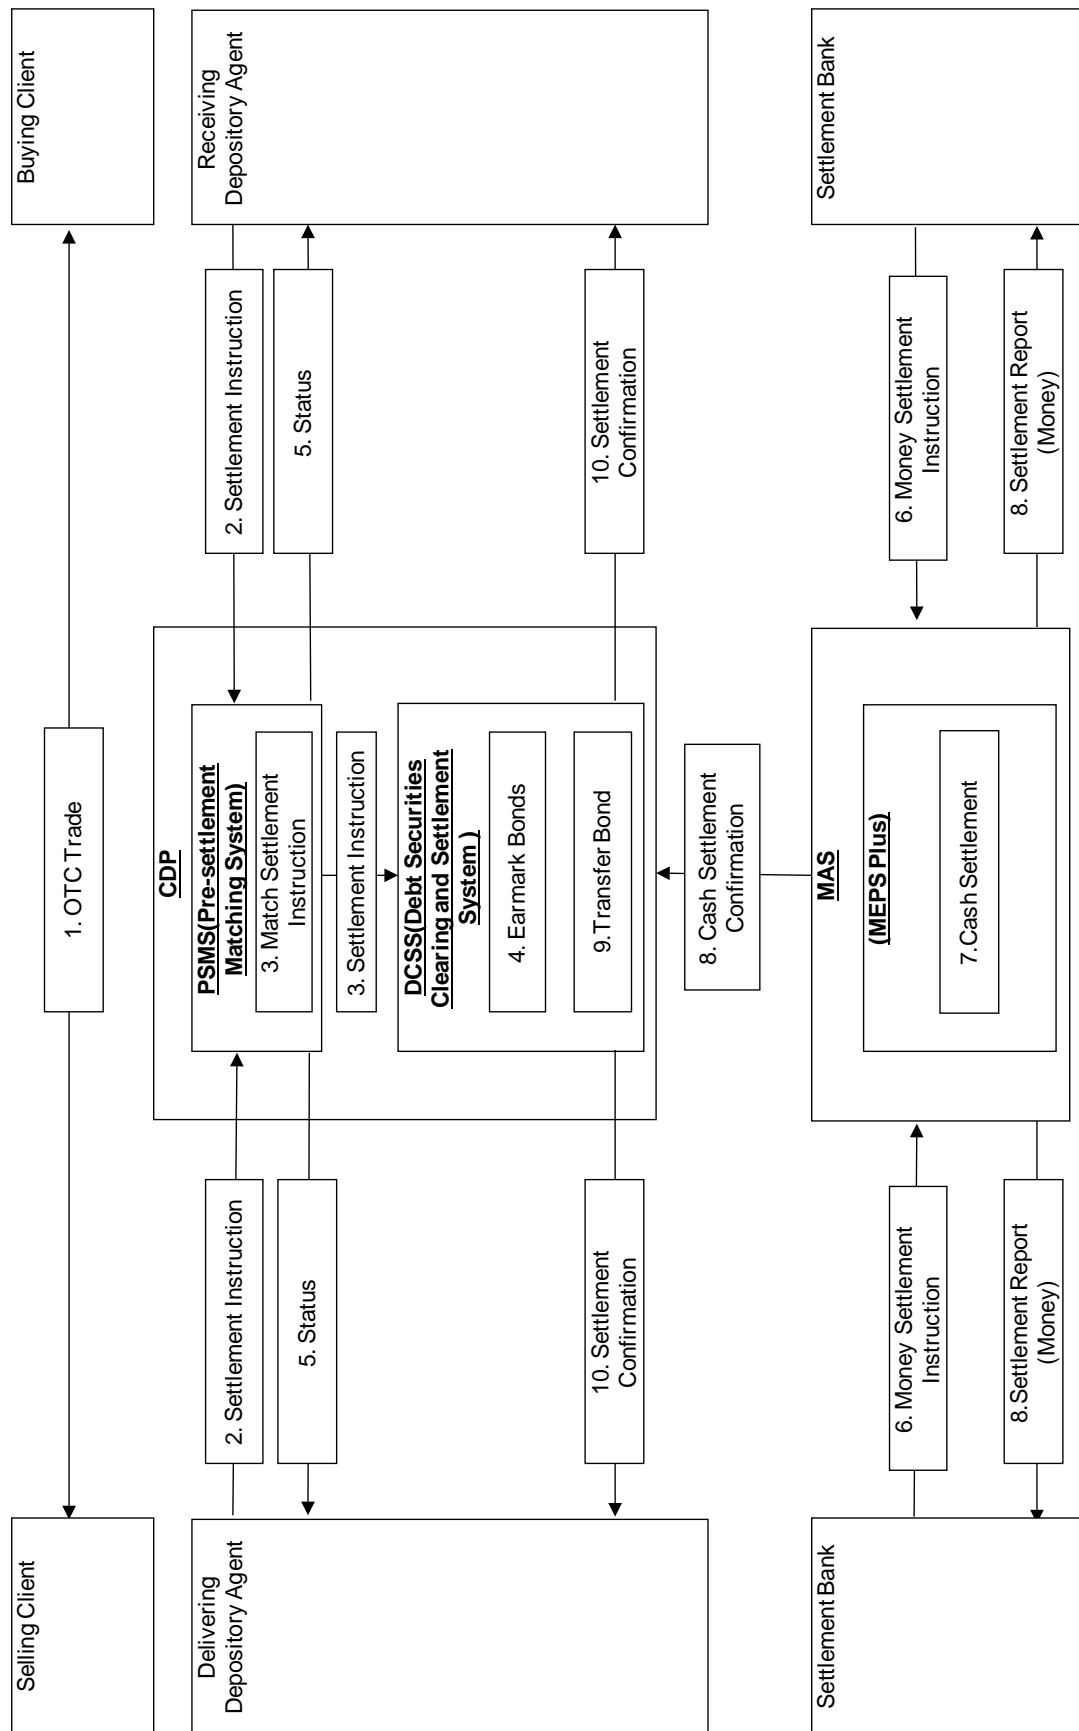 Selling Client
1. OTC Trade
Buying Client
Delivering
Depository Agent
2. Settlement Instruction
5. Status
10. Settlement
Confirmation
CDP
PSMS(Pre-settlement
Matching System)
3. Match Settlement
Instruction
3. Settlement Instruction
DCSS(Debt Securities
Clearing and Settlement
System )
4. Earmark Bonds
9.Transfer Bond
2. Settlement Instruction
5. Status
10. Settlement
Confirmation
Receiving
Depository Agent
8. Cash Settlement
Confirmation
Settlement Bank
6. Money Settlement
Instruction
8.Settlement Report
(Money)
MAS
(MEPS Plus)
7.Cash Settlement
6. Money Settlement
Instruction
8. Settlement Report
(Money)
Settlement Bank